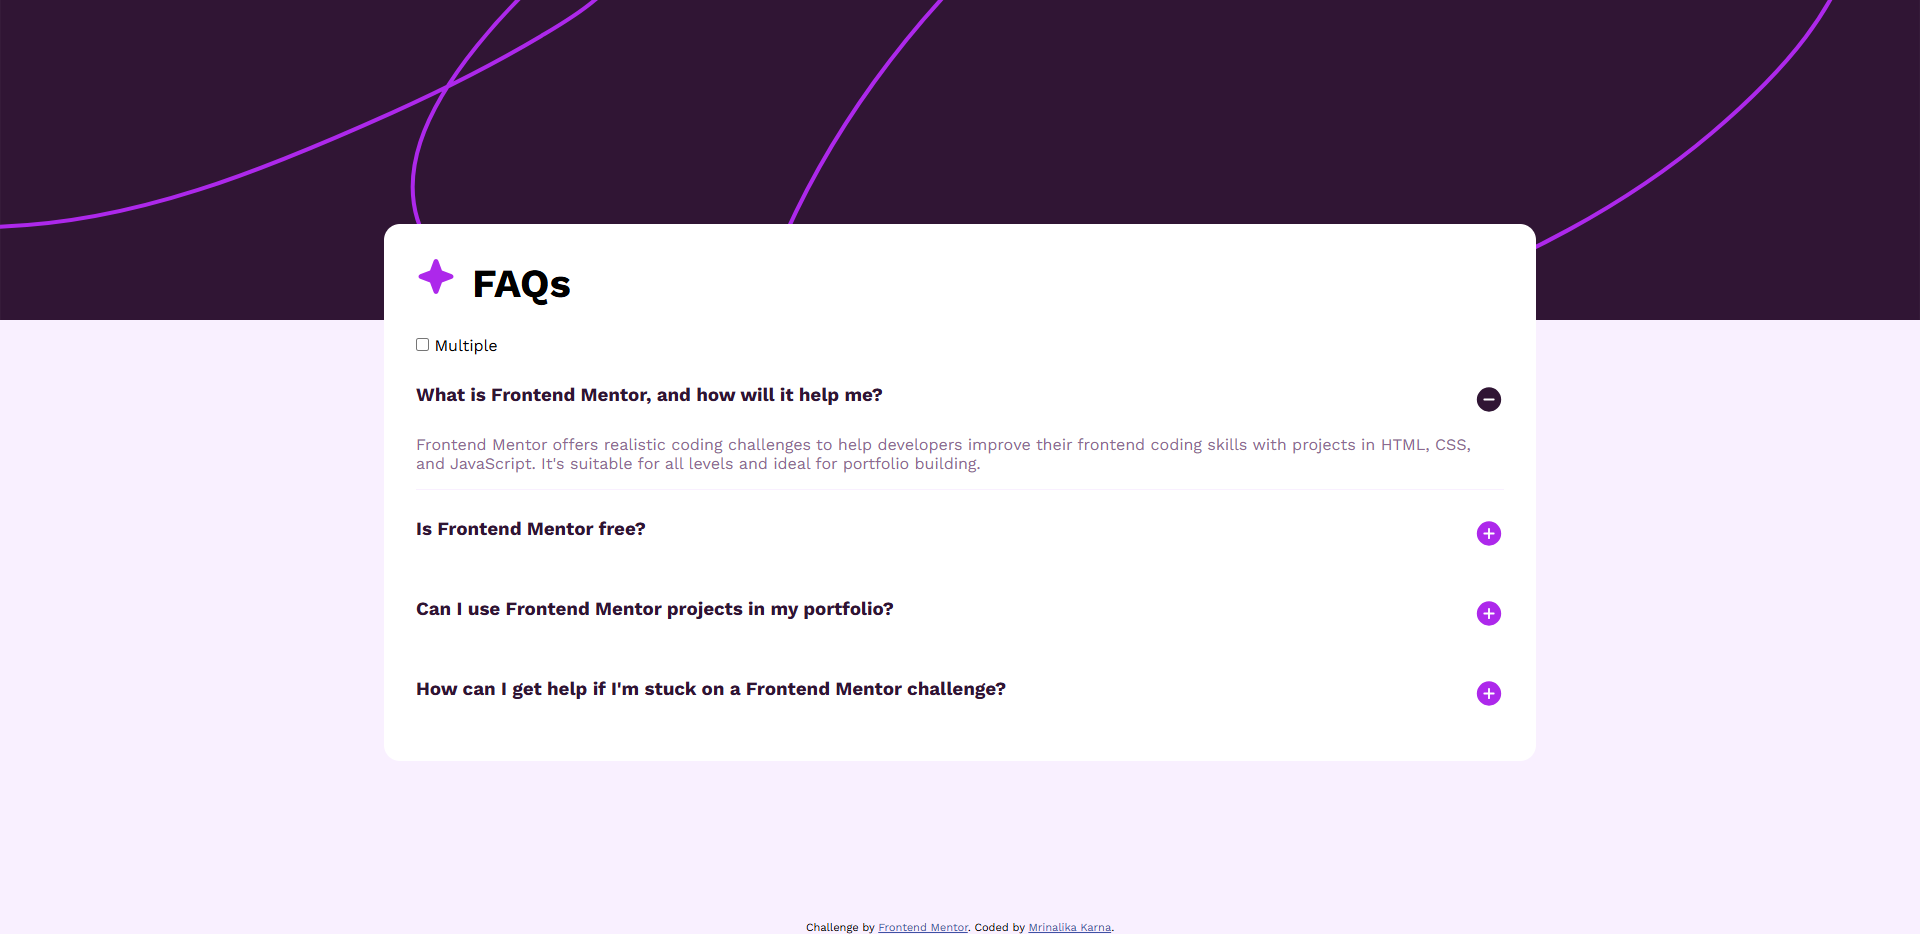 FAQs
Multiple
What is Frontend Mentor, and how will it help me?
Frontend Mentor offers realistic coding challenges to help developers improve their frontend coding skills with projects in HTML, CSS,
and JavaScript. It's suitable for all levels and ideal for portfolio building.
Is Frontend Mentor free?
Can I use Frontend Mentor projects in my portfolio?
How can I get help if I'm stuck on a Frontend Mentor challenge?
Challenge by Frontend Mentor. Coded by Mrinalika Karna.